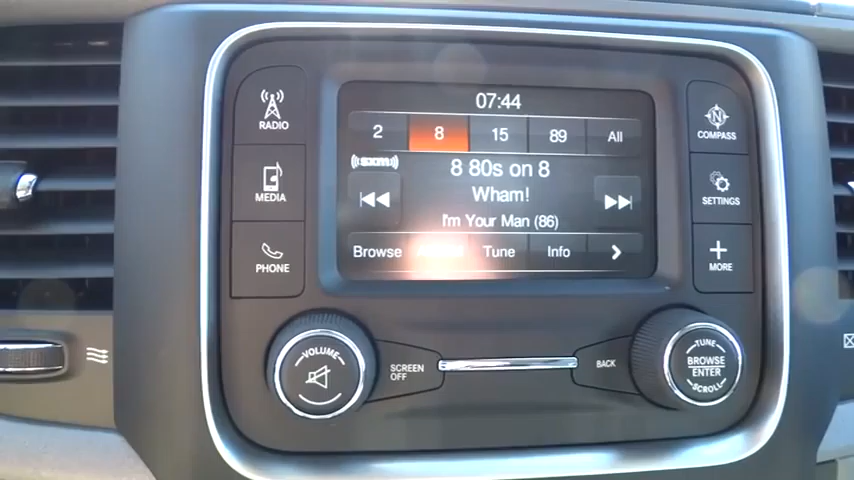 07:44
2 8 15 89 All
((sxm))
8 80s on 8
Wham!
I'm Your Man (86)
Browse Tune Info
RADIO
MEDIA
PHONE
COMPASS
SETTINGS
MORE
VOLUME
SCREEN
OFF
BACK
TUNE
BROWSE
ENTER
SCROLL
N